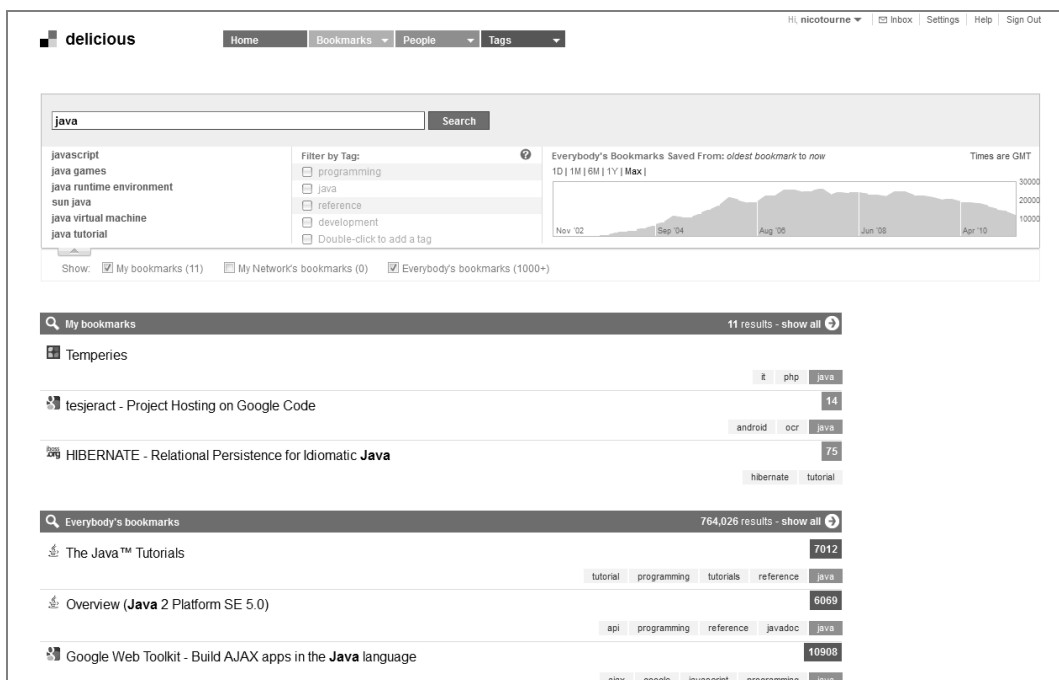 Hi, nicotourne Inbox Settings Help Sign Out
delicious Home Bookmarks People Tags
java Search
javascript
java games
java runtime environment
sun java
java virtual machine
java tutorial
Filter by Tag: ?
programming
java
reference
development
Double-click to add a tag
Everybody's Bookmarks Saved From: oldest bookmark to now Times are GMT
1D | 1M | 6M | 1Y | Max |
30000
20000
10000
Nov '02 Sep '04 Aug '06 Jun '08 Apr '10
Show: My bookmarks (11) My Network's bookmarks (0) Everybody's bookmarks (1000+)
My bookmarks 11 results - show all
Temperies
it php java
tesjeract - Project Hosting on Google Code 14
android ocr java
HIBERNATE - Relational Persistence for Idiomatic Java 75
hibernate tutorial
Everybody's bookmarks 764,026 results - show all
The Java™ Tutorials 7012
tutorial programming tutorials reference java
Overview (Java 2 Platform SE 5.0) 6069
api programming reference javadoc java
Google Web Toolkit - Build AJAX apps in the Java language 10908
ajax google javascript programming java